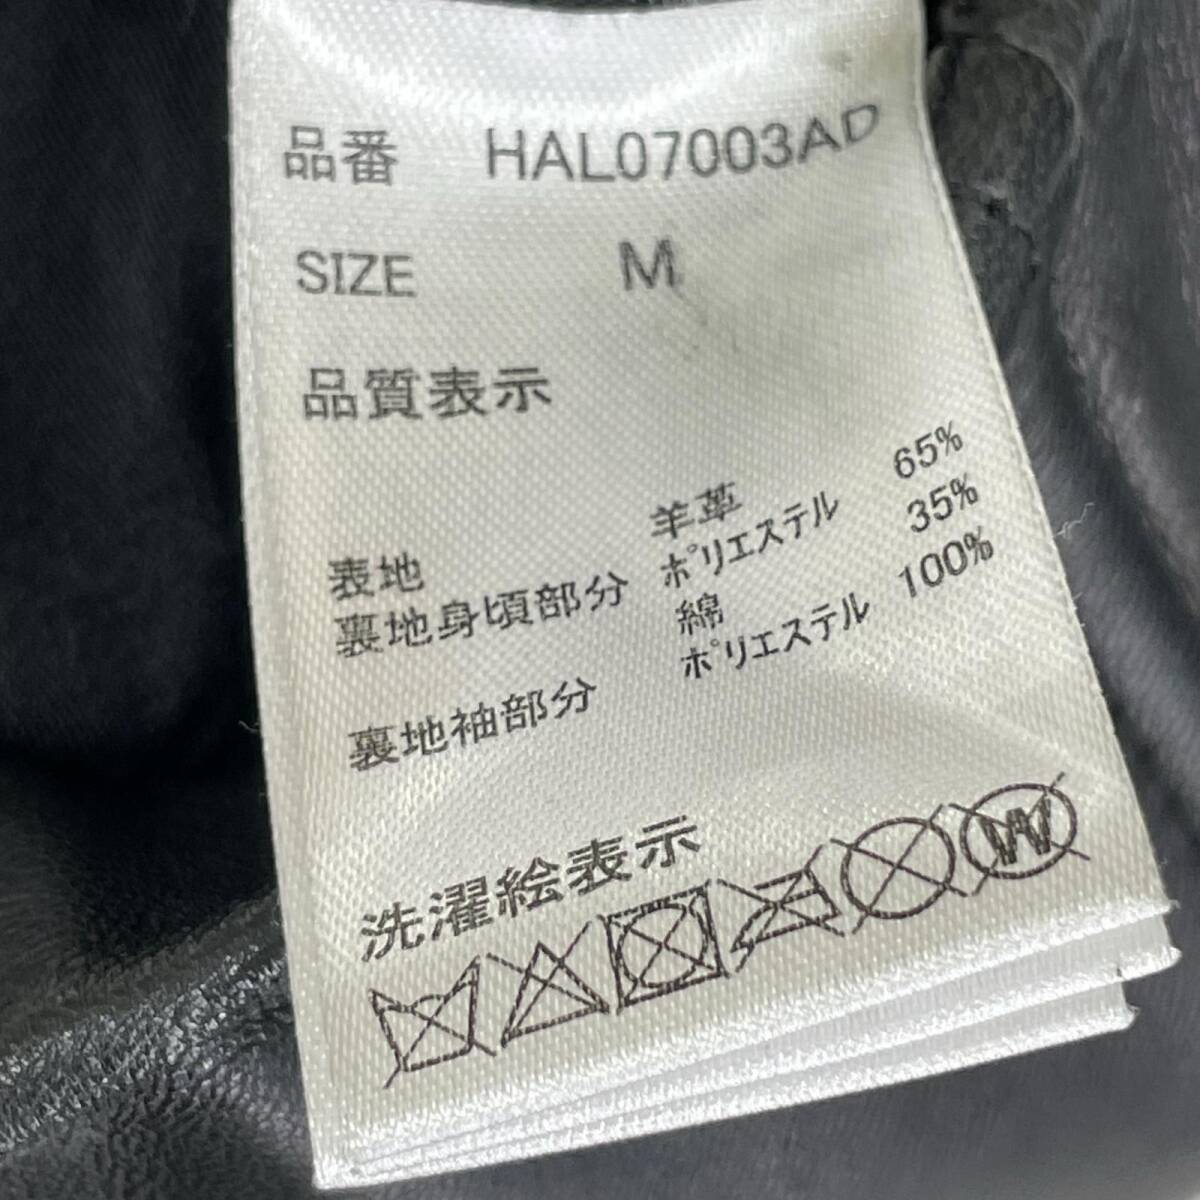 品番 HAL07003AD
SIZE M
品質表示
表地 羊革
裏地身頃部分 ポリエステル 65%
綿 35%
裏地袖部分 ポリエステル 100%
洗濯絵表示
W